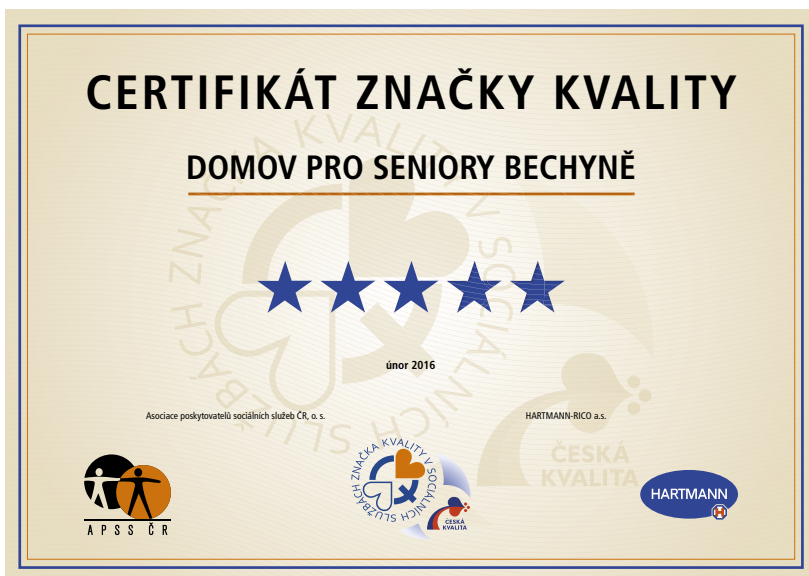 CERTIFIKÁT ZNAČKY KVALITY
DOMOV PRO SENIORY BECHYNĚ
únor 2016
Asociace poskytovatelů sociálních služeb ČR, o. s.
HARTMANN-RICO a.s.
ZNAČKA KVALITY V SOCIÁLNÍCH SLUŽBÁCH
ČESKÁ
KVALITA
APSS ČR
ZNAČKA KVALITY V SOCIÁLNÍCH SLUŽBÁCH
ČESKÁ
KVALITA
HARTMANN